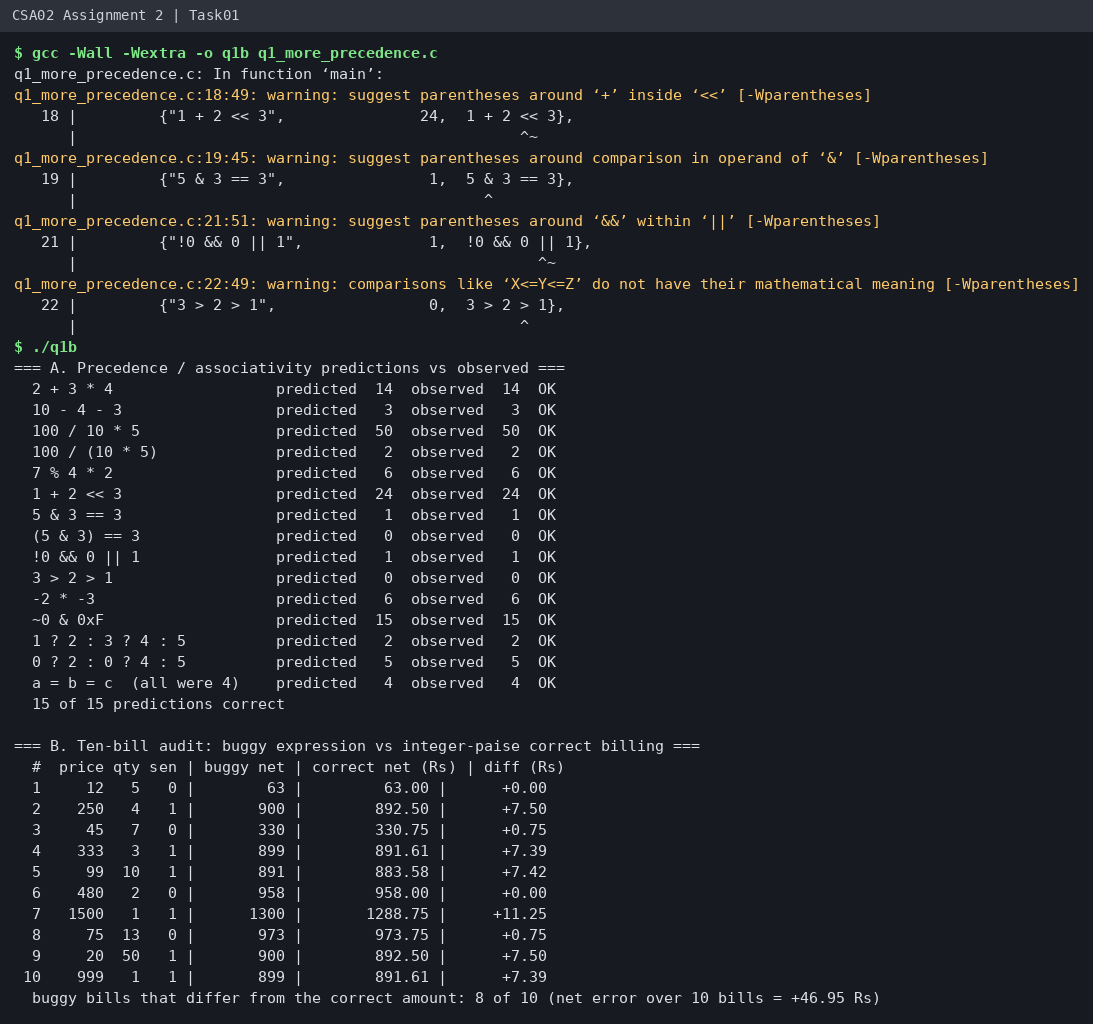 CSA02 Assignment 2 | Task01
$ gcc -Wall -Wextra -o q1b q1_more_precedence.c
q1_more_precedence.c: In function ‘main’:
q1_more_precedence.c:18:49: warning: suggest parentheses around ‘+’ inside ‘<<’ [-Wparentheses]
   18 |         {"1 + 2 << 3",               24,  1 + 2 << 3},
      |                                                 ^~
q1_more_precedence.c:19:45: warning: suggest parentheses around comparison in operand of ‘&’ [-Wparentheses]
   19 |         {"5 & 3 == 3",                1,  5 & 3 == 3},
      |                                             ^
q1_more_precedence.c:21:51: warning: suggest parentheses around ‘&&’ within ‘||’ [-Wparentheses]
   21 |         {"!0 && 0 || 1",              1,  !0 && 0 || 1},
      |                                                   ^~
q1_more_precedence.c:22:49: warning: comparisons like ‘X<=Y<=Z’ do not have their mathematical meaning [-Wparentheses]
   22 |         {"3 > 2 > 1",                 0,  3 > 2 > 1},
      |                                                 ^
$ ./q1b
=== A. Precedence / associativity predictions vs observed ===
  2 + 3 * 4                  predicted  14  observed  14  OK
  10 - 4 - 3                 predicted   3  observed   3  OK
  100 / 10 * 5               predicted  50  observed  50  OK
  100 / (10 * 5)             predicted   2  observed   2  OK
  7 % 4 * 2                  predicted   6  observed   6  OK
  1 + 2 << 3                 predicted  24  observed  24  OK
  5 & 3 == 3                 predicted   1  observed   1  OK
  (5 & 3) == 3               predicted   0  observed   0  OK
  !0 && 0 || 1               predicted   1  observed   1  OK
  3 > 2 > 1                  predicted   0  observed   0  OK
  -2 * -3                    predicted   6  observed   6  OK
  ~0 & 0xF                   predicted  15  observed  15  OK
  1 ? 2 : 3 ? 4 : 5          predicted   2  observed   2  OK
  0 ? 2 : 0 ? 4 : 5          predicted   5  observed   5  OK
  a = b = c  (all were 4)    predicted   4  observed   4  OK
  15 of 15 predictions correct

=== B. Ten-bill audit: buggy expression vs integer-paise correct billing ===
  #  price qty sen | buggy net | correct net (Rs) | diff (Rs)
  1     12   5   0 |        63 |         63.00 |      +0.00
  2    250   4   1 |       900 |        892.50 |      +7.50
  3     45   7   0 |       330 |        330.75 |      +0.75
  4    333   3   1 |       899 |        891.61 |      +7.39
  5     99  10   1 |       891 |        883.58 |      +7.42
  6    480   2   0 |       958 |        958.00 |      +0.00
  7   1500   1   1 |      1300 |       1288.75 |     +11.25
  8     75  13   0 |       973 |        973.75 |      +0.75
  9     20  50   1 |       900 |        892.50 |      +7.50
 10    999   1   1 |       899 |        891.61 |      +7.39
  buggy bills that differ from the correct amount: 8 of 10 (net error over 10 bills = +46.95 Rs)